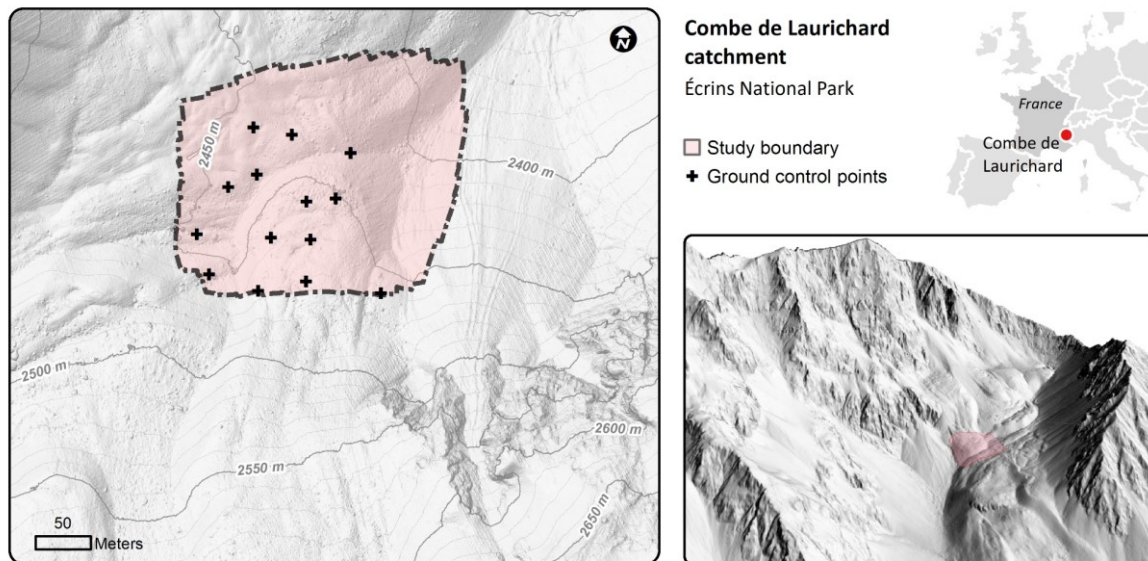 N
2450 m
2400 m
2500 m
2550 m
2600 m
2650 m
50
Meters
Combe de Laurichard
catchment
Écrins National Park
Study boundary
Ground control points
France
Combe de
Laurichard